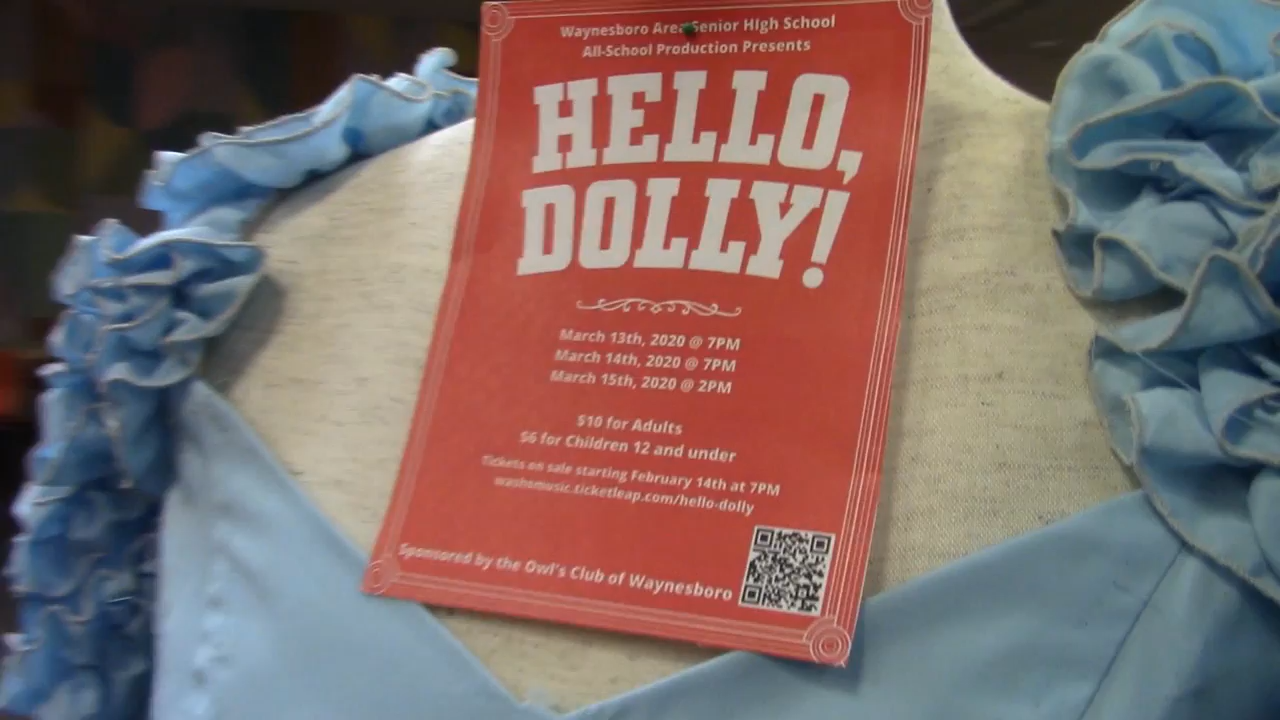 Waynesboro Area Senior High School
All-School Production Presents
HELLO,
DOLLY!
March 13th, 2020 @ 7PM
March 14th, 2020 @ 7PM
March 15th, 2020 @ 2PM
$10 for Adults
$6 for Children 12 and under
Tickets on sale starting February 14th at 7PM
washsmusic.ticketleap.com/hello-dolly
Sponsored by the Owl's Club of Waynesboro